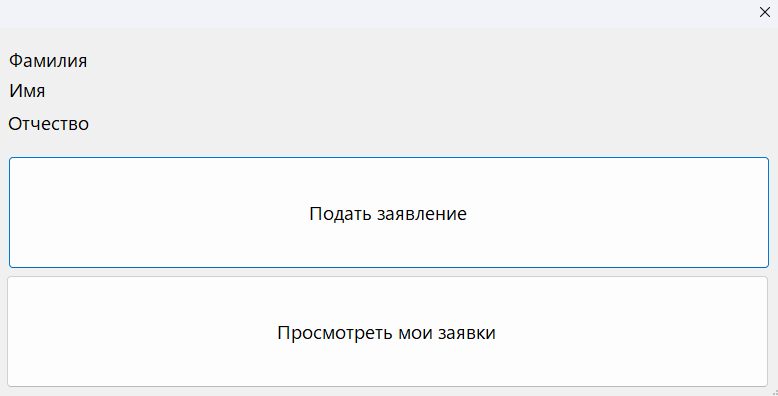 Фамилия
Имя
Отчество
Подать заявление
Просмотреть мои заявки